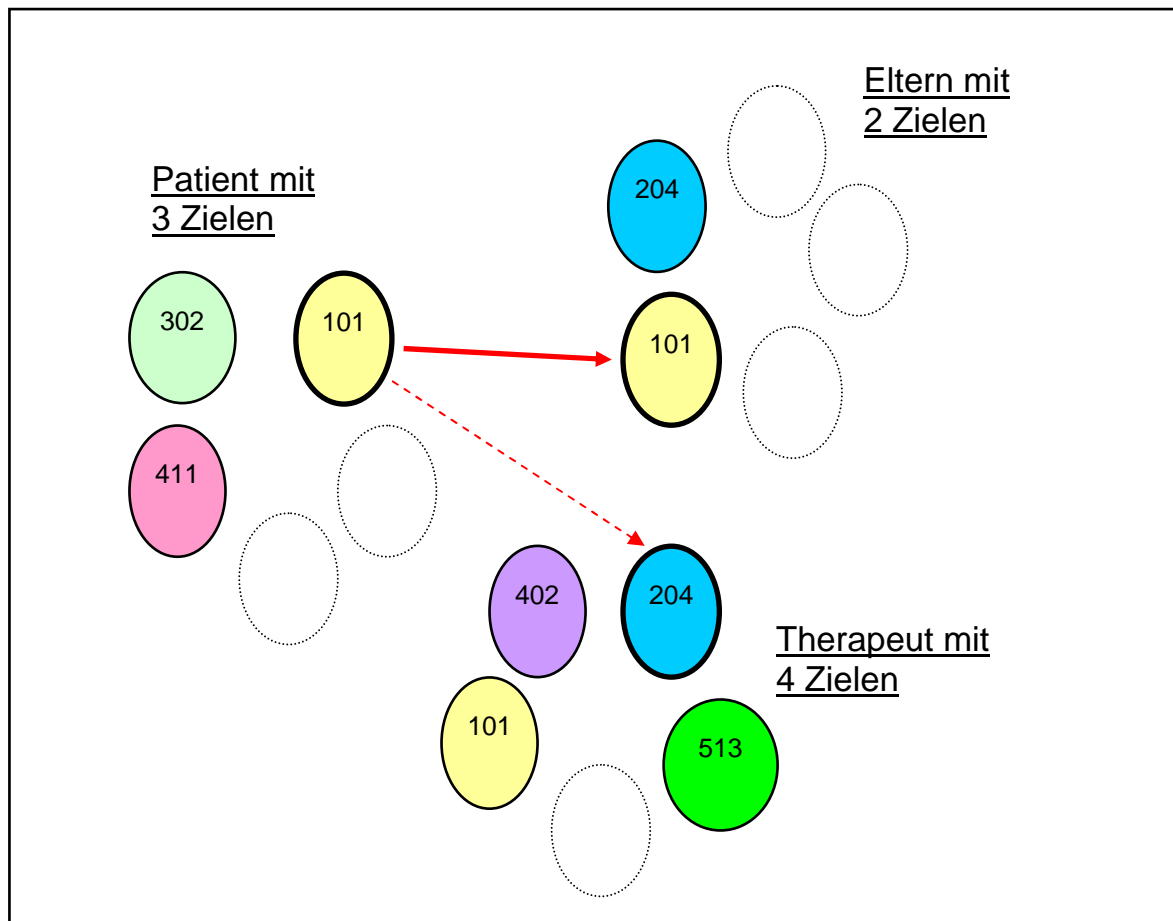 Eltern mit
2 Zielen
204
Patient mit
3 Zielen
302
101
101
411
402
204
Therapeut mit
4 Zielen
101
513